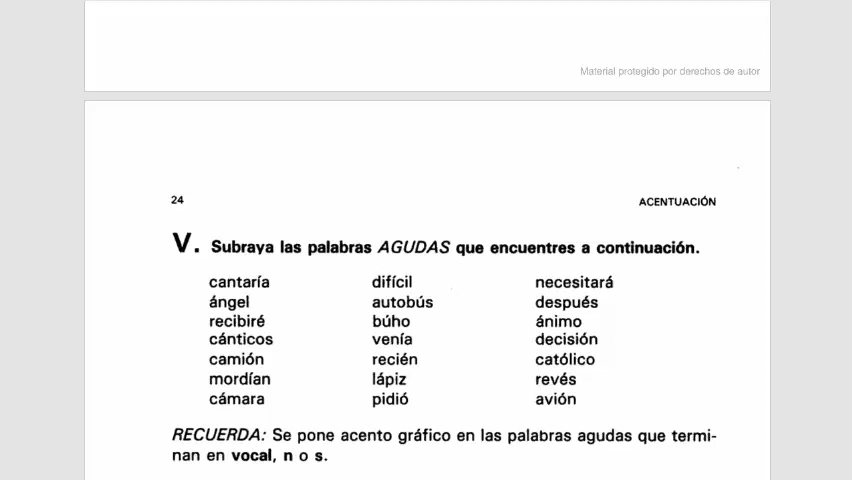 Material protegido por derechos de autor
24 ACENTUACIÓN
V. Subraya las palabras AGUDAS que encuentres a continuación.
cantaría difícil necesitará
ángel autobús después
recibiré búho ánimo
cánticos venía decisión
camión recién católico
mordían lápiz revés
cámara pidió avión
RECUERDA: Se pone acento gráfico en las palabras agudas que termi-
nan en vocal, n o s.